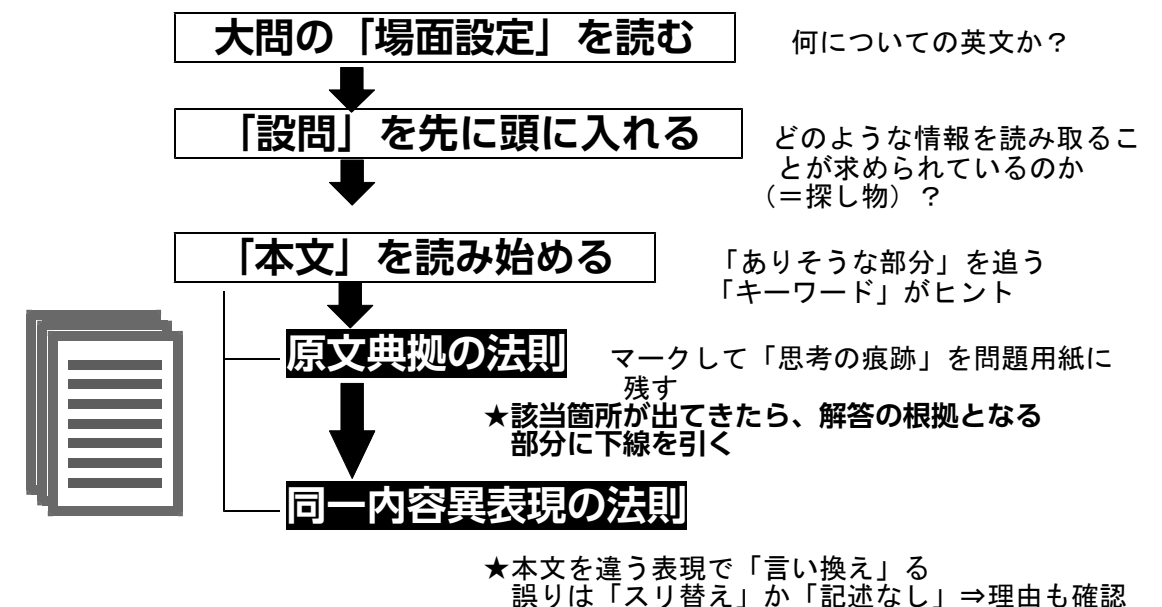 大問の「場面設定」を読む
何についての英文か？
「設問」を先に頭に入れる
どのような情報を読み取るこ
とが求められているのか
（＝探し物）？
「本文」を読み始める
「ありそうな部分」を追う
「キーワード」がヒント
原文典拠の法則
マークして「思考の痕跡」を問題用紙に
残す
★該当箇所が出てきたら、解答の根拠となる
部分に下線を引く
同一内容異表現の法則
★本文を違う表現で「言い換え」る
誤りは「スリ替え」か「記述なし」⇒理由も確認